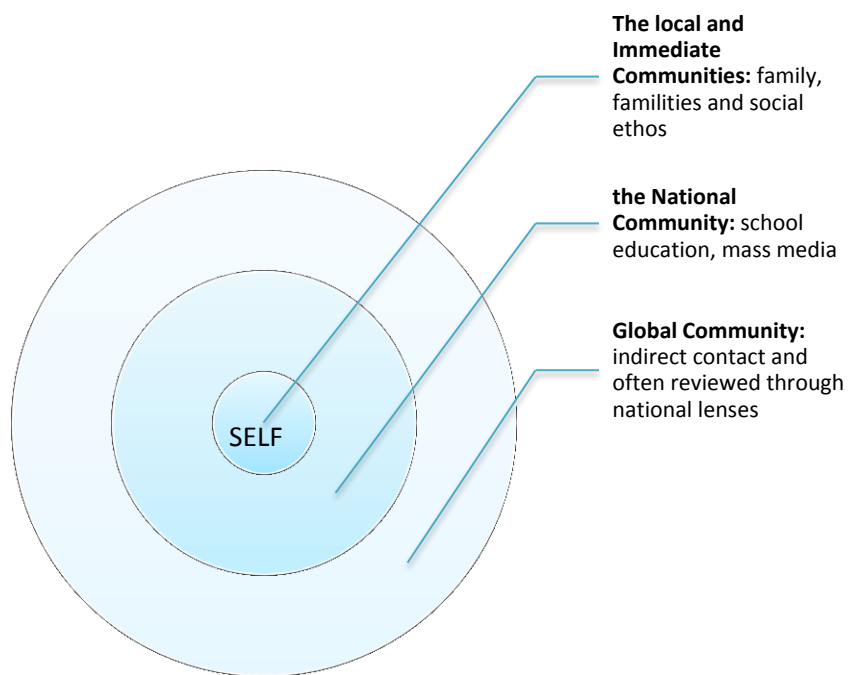 The local and
Immediate
Communities: family,
familities and social
ethos
the National
Community: school
education, mass media
Global Community:
indirect contact and
often reviewed through
national lenses
SELF